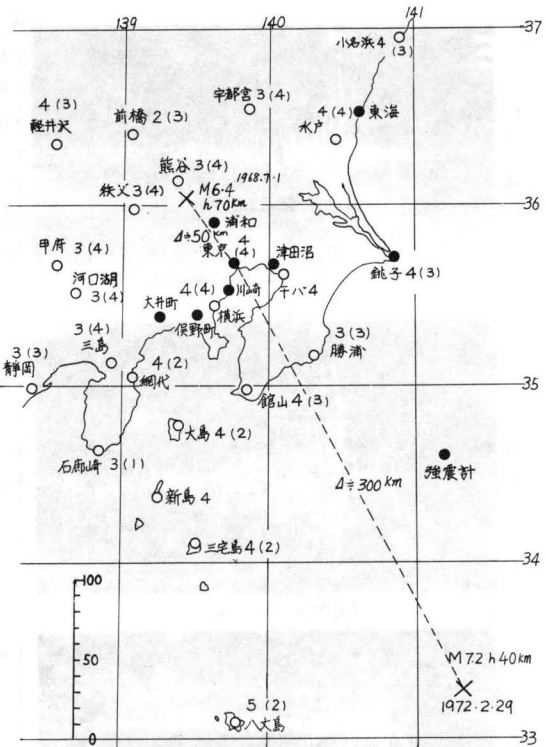 139
140
141
37
小名浜4
(3)
宇都宮3(4)
4(3)
軽井沢
前橋2(3)
4(4)
東海
水戸
熊谷3(4)
1968.7.1
M6.4
h70km
秩父3(4)
36
浦和
Δ≒50km
甲府 3(4)
東京
4
(4)
津田沼
銚子4(3)
河口湖
3(4)
4(4)
川崎
千バ・4
大井町
俣野町
横浜
3(4)
三島
3(3)
静岡
3(3)
勝浦
4(2)
網代
35
館山4(3)
大島4(2)
石廊崎3(1)
強震計
Δ≒300km
新島4
三宅島4(2)
34
100
50
0
M7.2 h40km
1972・2・29
5(2)
八丈島
33